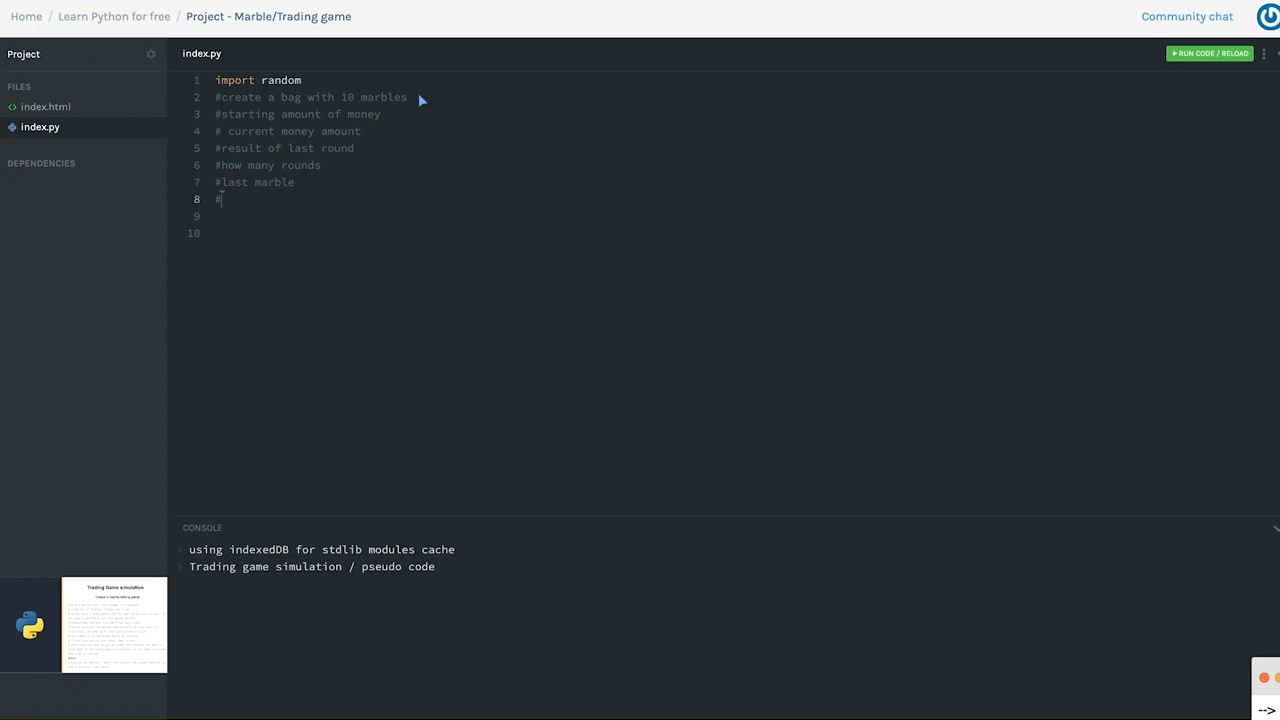 Home / Learn Python for free / Project - Marble/Trading game
Community chat
Project
index.py
RUN CODE / RELOAD
FILES
index.html
index.py
DEPENDENCIES
1 import random
2 #create a bag with 10 marbles
3 #starting amount of money
4 # current money amount
5 #result of last round
6 #how many rounds
7 #last marble
8 #
9
10
CONSOLE
using indexedDB for stdlib modules cache
Trading game simulation / pseudo code
Trading Game simulation
Create a marble trading game
-->